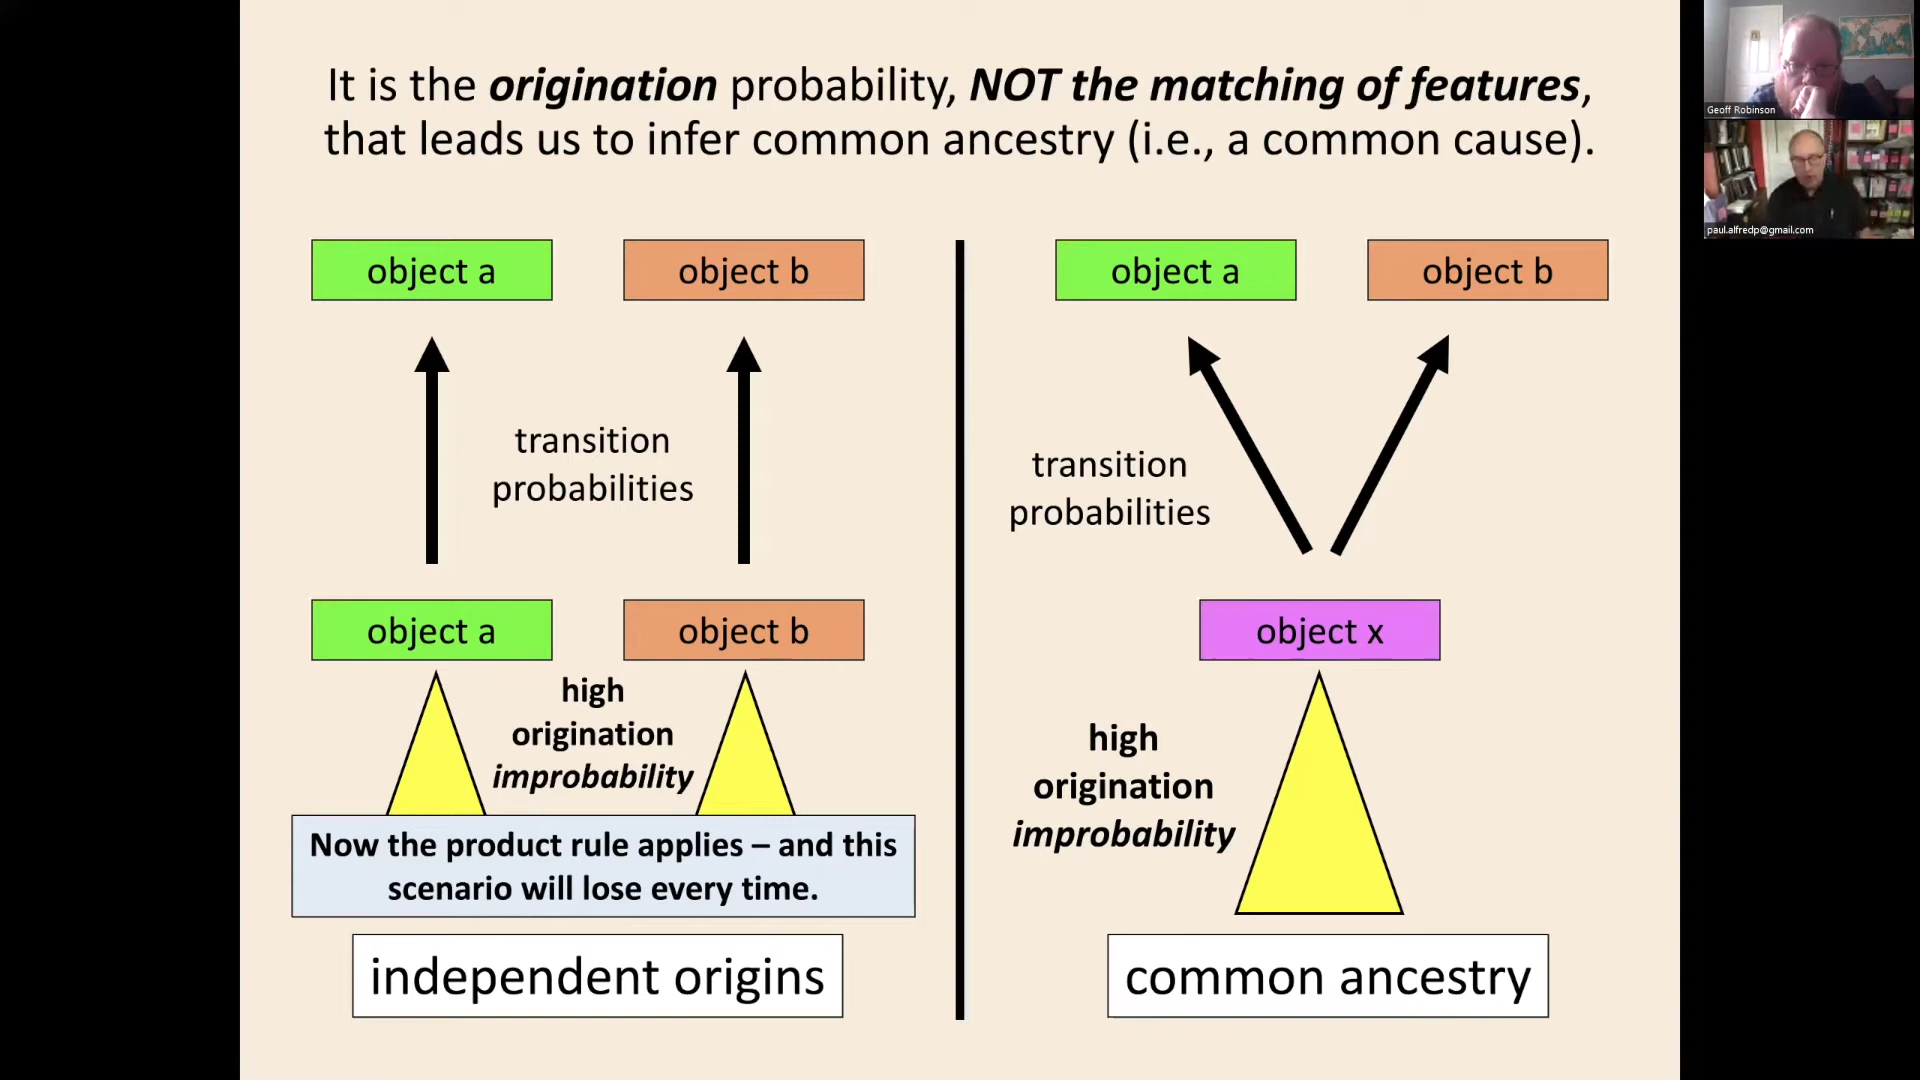 It is the origination probability, NOT the matching of features,
that leads us to infer common ancestry (i.e., a common cause).
object a
object b
transition
probabilities
object a
object b
high
origination
improbability
Now the product rule applies – and this
scenario will lose every time.
independent origins
object a
object b
transition
probabilities
object x
high
origination
improbability
common ancestry
Geoff Robinson
paul.alfredp@gmail.com